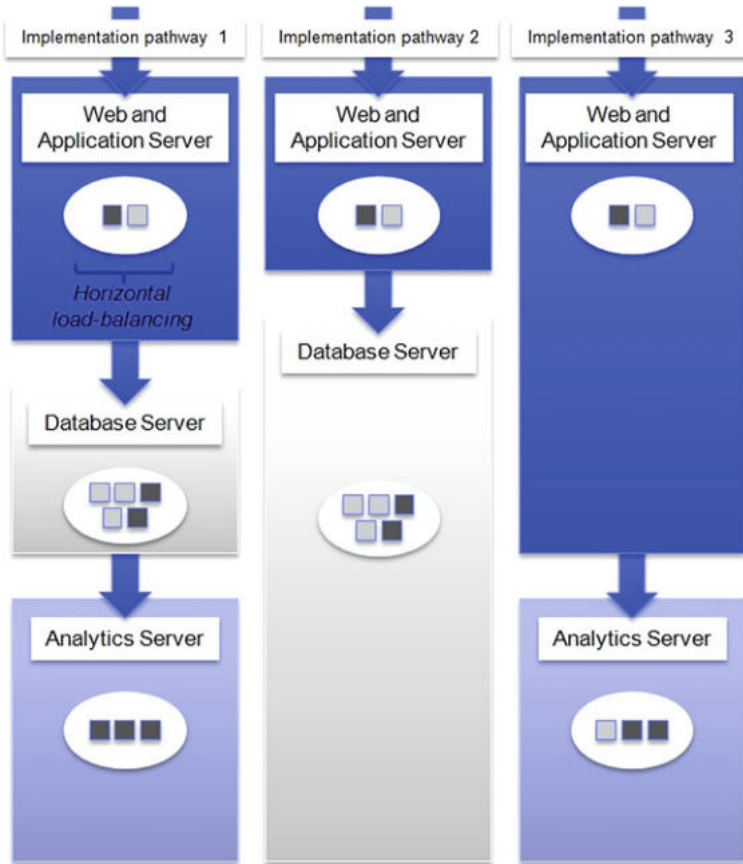 Implementation pathway 1
Web and
Application Server
Horizontal
load-balancing
Database Server
Analytics Server
Implementation pathway 2
Web and
Application Server
Database Server
Implementation pathway 3
Web and
Application Server
Analytics Server